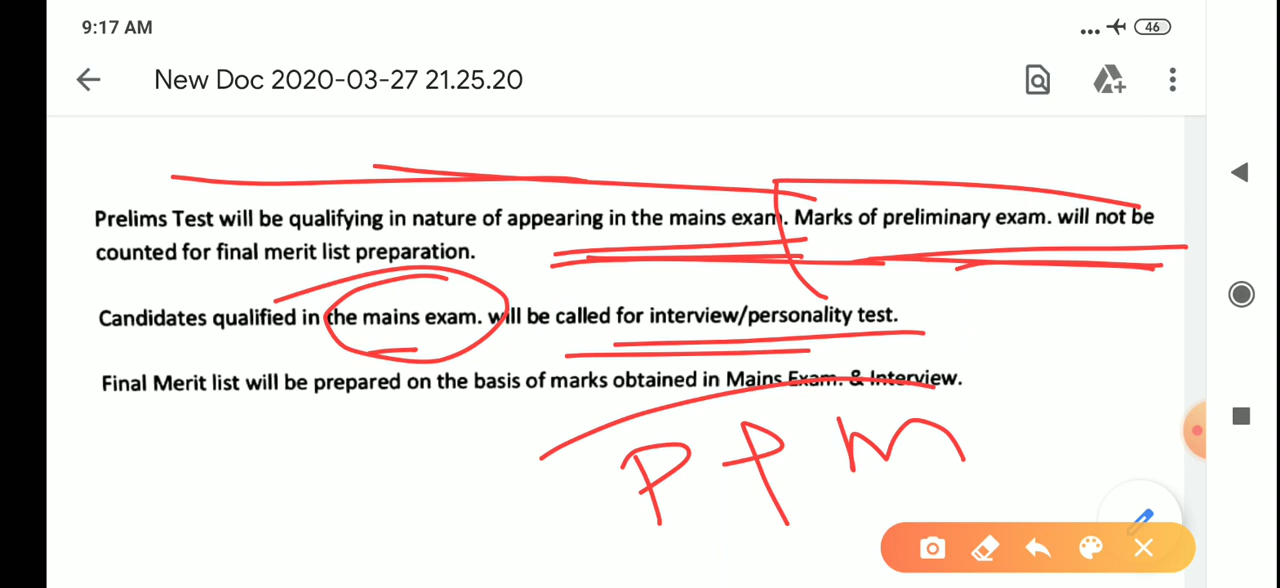 9:17 AM
46
New Doc 2020-03-27 21.25.20
Prelims Test will be qualifying in nature of appearing in the mains exam. Marks of preliminary exam. will not be
counted for final merit list preparation.
Candidates qualified in the mains exam. will be called for interview/personality test.
Final Merit list will be prepared on the basis of marks obtained in Mains Exam. & Interview.